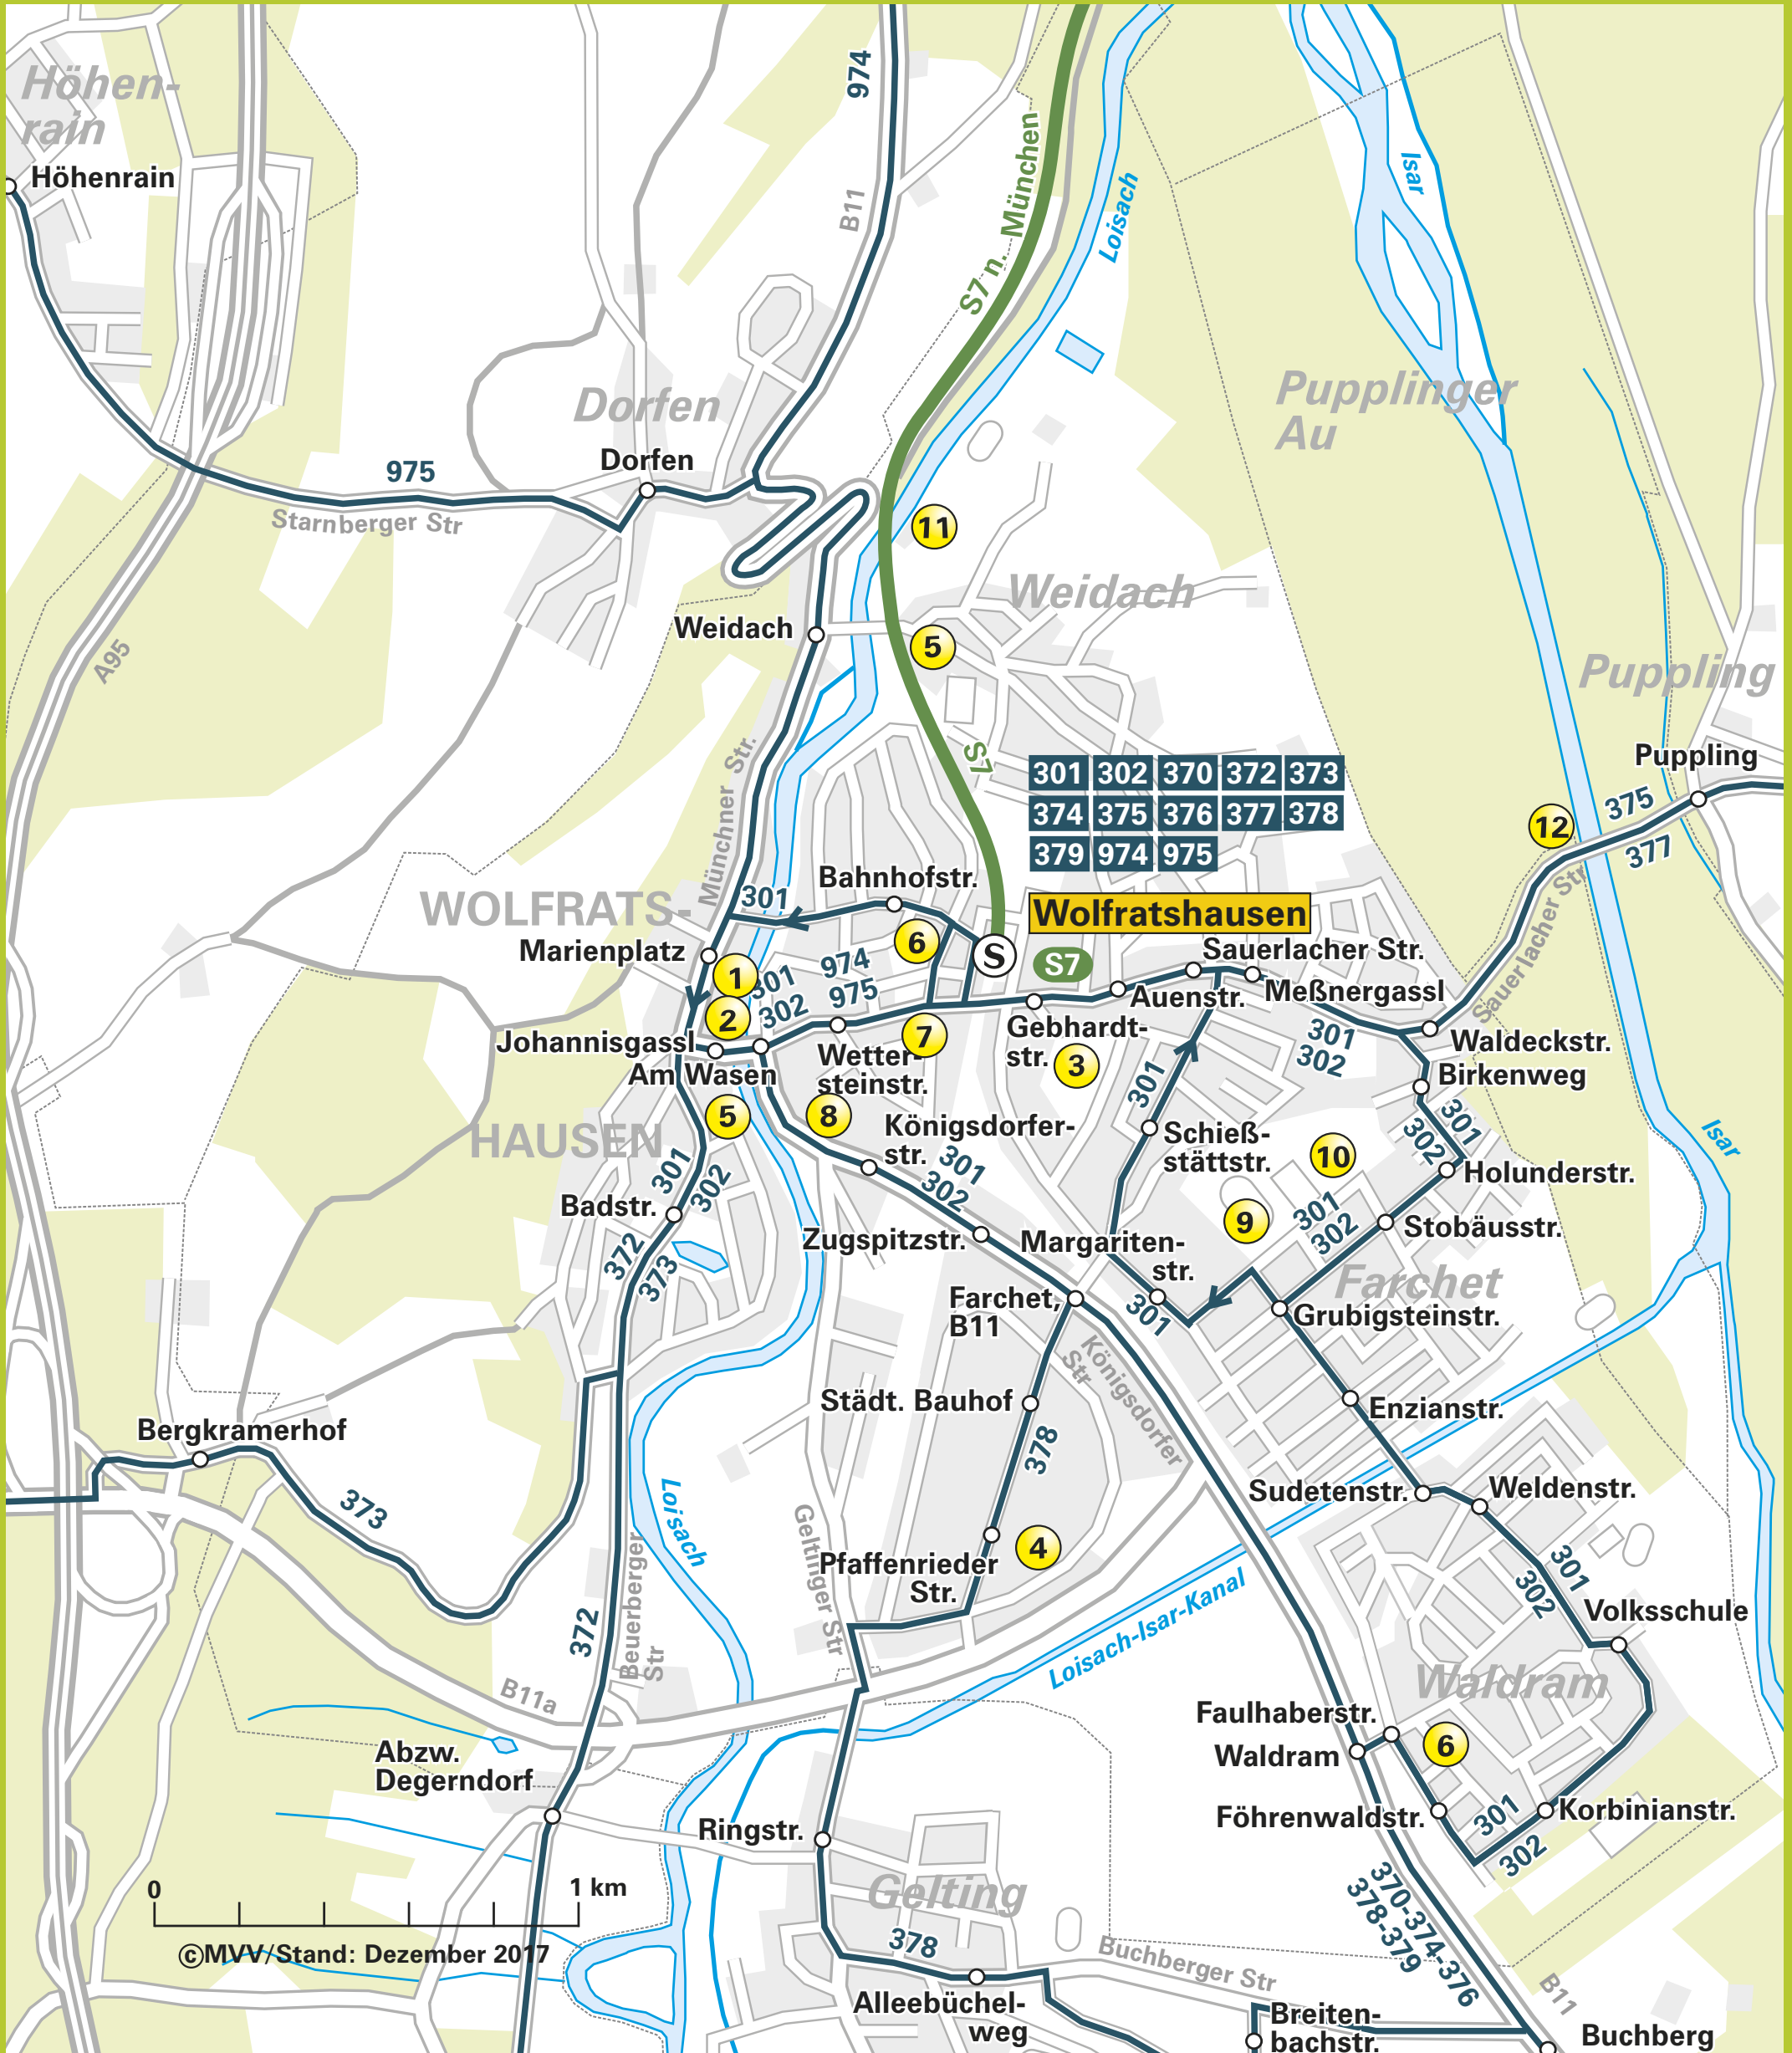 Höhen-
rain
Höhenrain
974
B11
S7 n. München
Loisach
Isar
Pupplinger
Au
Dorfen
Dorfen
975
Starnberger Str
A95
11
Weidach
Weidach
5
Puppling
Puppling
S7
301 302 370 372 373
374 375 376 377 378
379 974 975
12
375
377
Sauerlacher Str
Münchner Str.
Bahnhofstr.
301
WOLFRATS-
HAUSEN
Marienplatz
6
S
Wolfratshausen
S7
Sauerlacher Str.
1
301
302
974
975
2
Auenstr.
Meßnergassl
Johannisgassl
Am Wasen
Wetter-
steinstr.
7
Gebhardt-
str.
3
301
302
Waldeckstr.
Birkenweg
301
5
8
Königsdorfer-
str.
301
302
Schieß-
stättstr.
10
301
302
Holunderstr.
Isar
301
302
Badstr.
372
373
Zugspitzstr.
Margariten-
str.
9
301
302
Stobäusstr.
Farchet
Farchet,
B11
301
Grubigsteinstr.
Königsdorfer
Str
Städt. Bauhof
378
Enzianstr.
Bergkramerhof
373
Loisach
Geltinger Str
Sudetenstr.
Weldenstr.
Pfaffenrieder
Str.
4
301
302
Volksschule
372
Beuerberger
Str
B11a
Loisach-Isar-Kanal
Waldram
Faulhaberstr.
Waldram
6
Abzw.
Degerndorf
Föhrenwaldstr.
301
302
Korbinianstr.
Ringstr.
Gelting
0
1 km
©MVV/Stand: Dezember 2017
378
370-374-376
378-379
Buchberger Str
B11
Alleebüchel-
weg
Breiten-
bachstr.
Buchberg